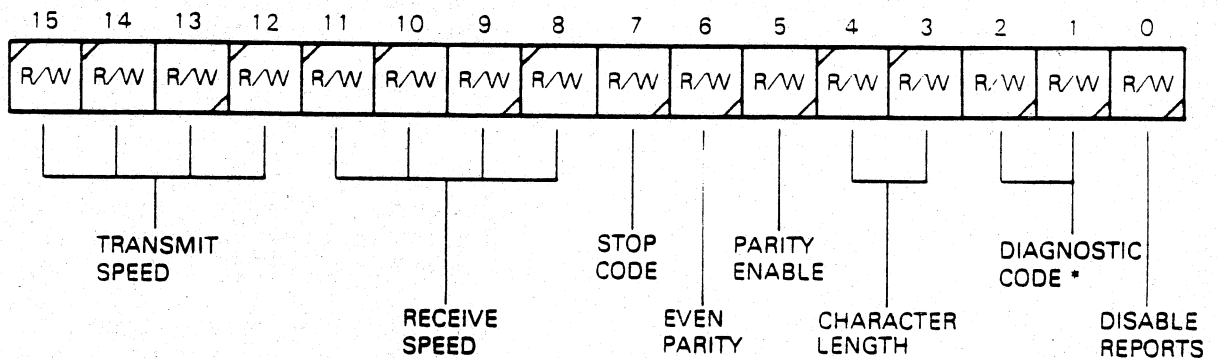 15 14 13 12 11 10 9 8 7 6 5 4 3 2 1 0
R/W R/W R/W R/W R/W R/W R/W R/W R/W R/W R/W R/W R/W R/W R/W R/W
TRANSMIT
SPEED
STOP
CODE
PARITY
ENABLE
DIAGNOSTIC
CODE *
RECEIVE
SPEED
EVEN
PARITY
CHARACTER
LENGTH
DISABLE
REPORTS